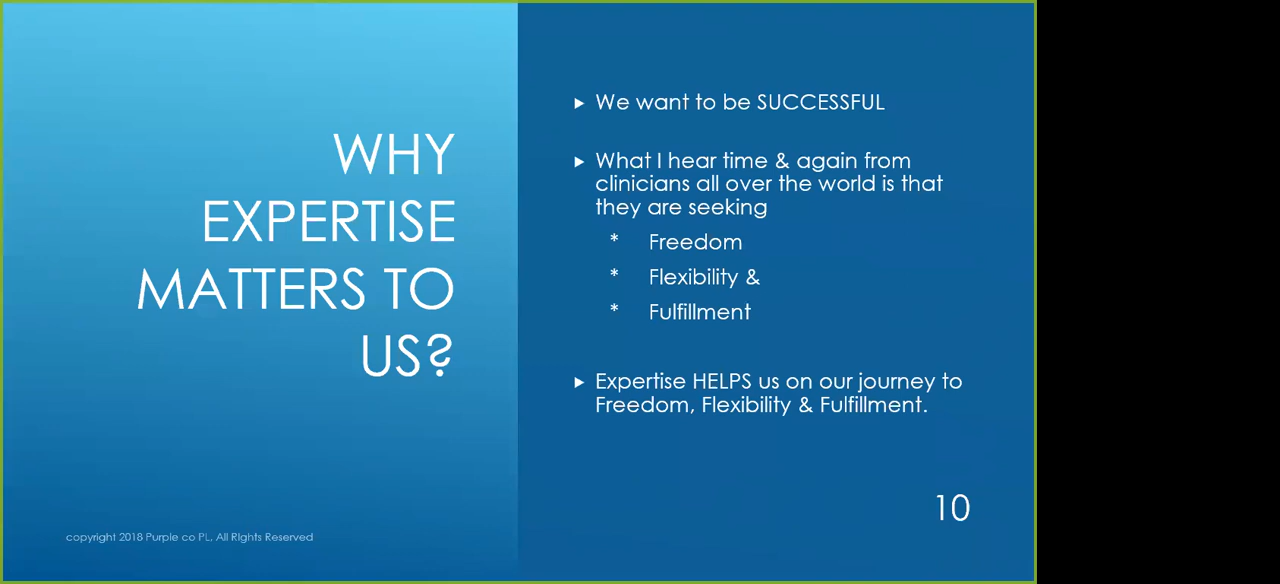 WHY
EXPERTISE
MATTERS TO
US?
▶ We want to be SUCCESSFUL
▶ What I hear time & again from
clinicians all over the world is that
they are seeking
* Freedom
* Flexibility &
* Fulfillment
▶ Expertise HELPS us on our journey to
Freedom, Flexibility & Fulfillment.
10
copyright 2018 Purple co PL, All Rights Reserved